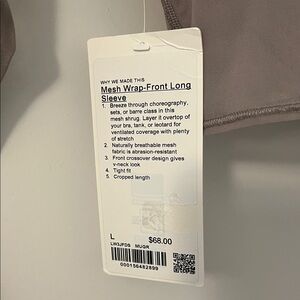 WHY WE MADE THIS
Mesh Wrap-Front Long
Sleeve
1. Breeze through choreography,
sets, or barre class in this
mesh shrug. Layer it overtop of
your bra, tank, or leotard for
ventilated coverage with plenty
of stretch
2. Naturally breathable mesh
fabric is abrasion-resistant
3. Front crossover design gives
v-neck look
4. Tight fit
5. Cropped length
L
$68.00
LW3JFDS MUGR
000156482899